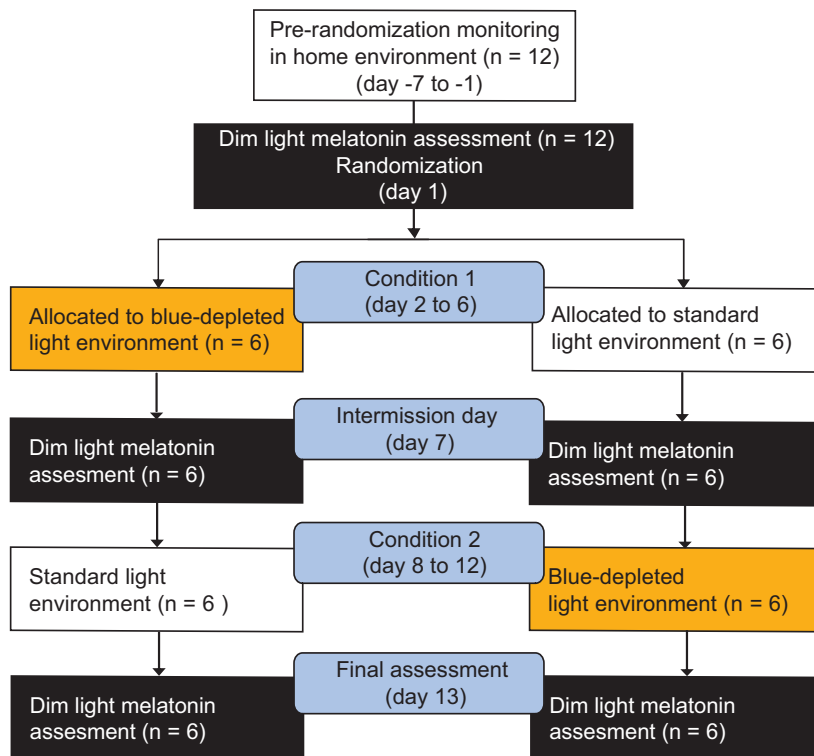 Pre-randomization monitoring
in home environment (n = 12)
(day -7 to -1)
Dim light melatonin assessment (n = 12)
Randomization
(day 1)
Condition 1
(day 2 to 6)
Allocated to blue-depleted
light environment (n = 6)
Allocated to standard
light environment (n = 6)
Intermission day
(day 7)
Dim light melatonin
assesment (n = 6)
Dim light melatonin
assesment (n = 6)
Condition 2
(day 8 to 12)
Standard light
environment (n = 6 )
Blue-depleted
light environment (n = 6)
Final assessment
(day 13)
Dim light melatonin
assesment (n = 6)
Dim light melatonin
assesment (n = 6)